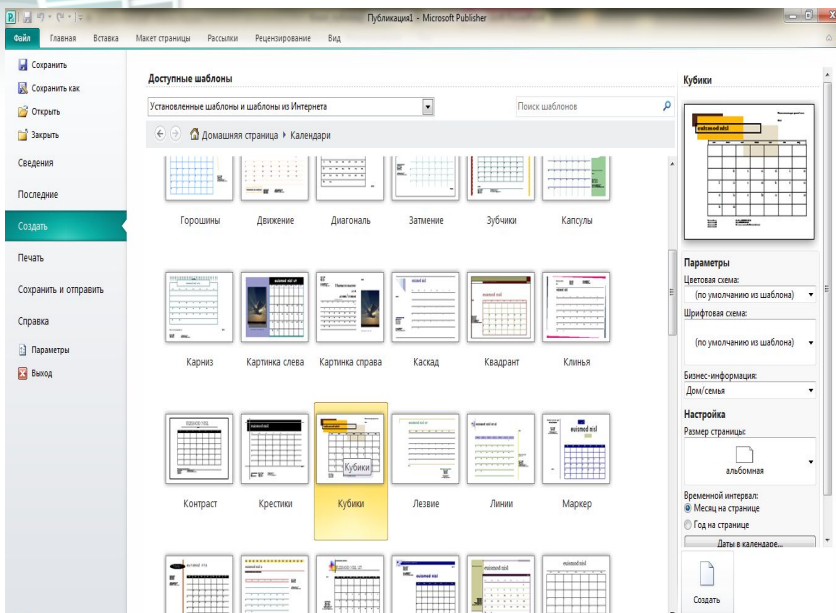 Публикация1 - Microsoft Publisher
Файл Главная Вставка Макет страницы Рассылки Рецензирование Вид
Сохранить
Сохранить как
Открыть
Закрыть
Сведения
Последние
Создать
Печать
Сохранить и отправить
Справка
Параметры
Выход
Доступные шаблоны
Установленные шаблоны и шаблоны из Интернета
Поиск шаблонов
Домашняя страница Календари
Горошины Движение Диагональ Затмение Зубчики Капсулы
Карниз Картинка слева Картинка справа Каскад Квадрант Клинья
Кубики
Контраст Крестики Кубики Лезвие Линии Маркер
Кубики
euismod nisl
Параметры
Цветовая схема:
(по умолчанию из шаблона)
Шрифтовая схема:
(по умолчанию из шаблона)
Бизнес-информация:
Дом/семья
Настройка
Размер страницы:
альбомная
Временной интервал:
Месяц на странице
Год на странице
Даты в календаре...
Создать